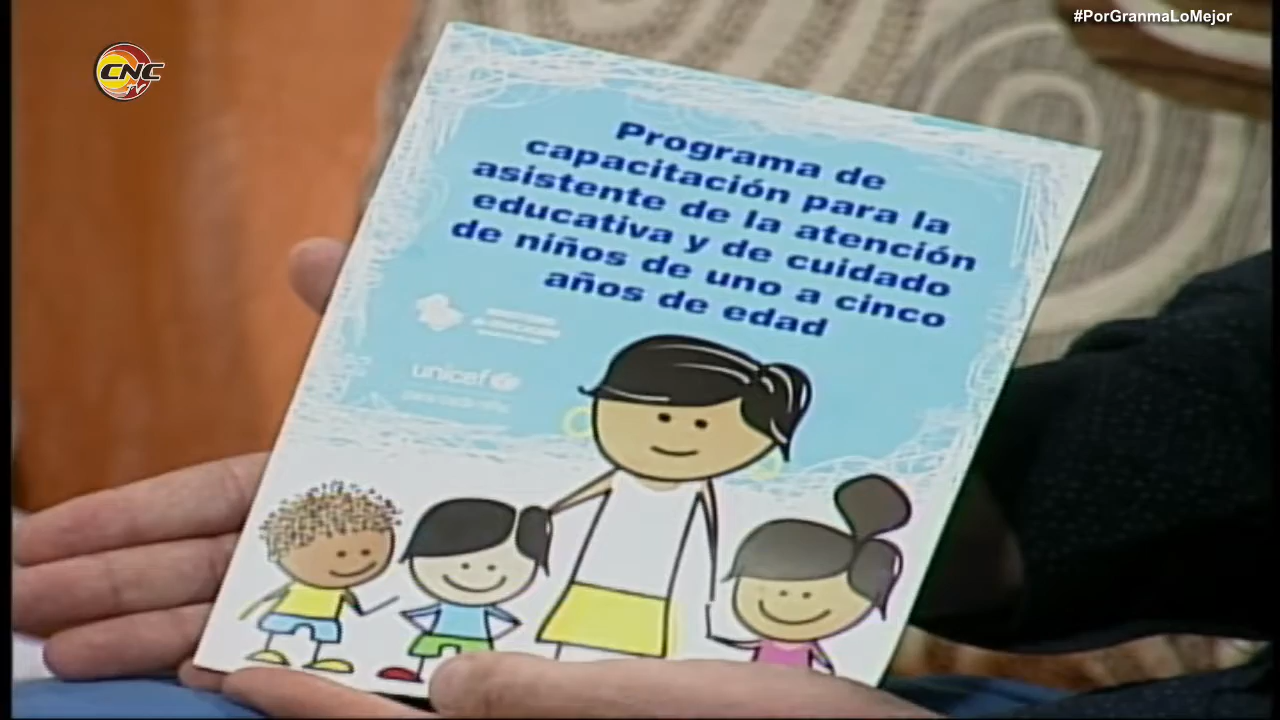 #PorGranmaLoMejor
CNC
TV
Programa de
capacitación para la
asistente de la atención
educativa y de cuidado
de niños de uno a cinco
años de edad
unicef